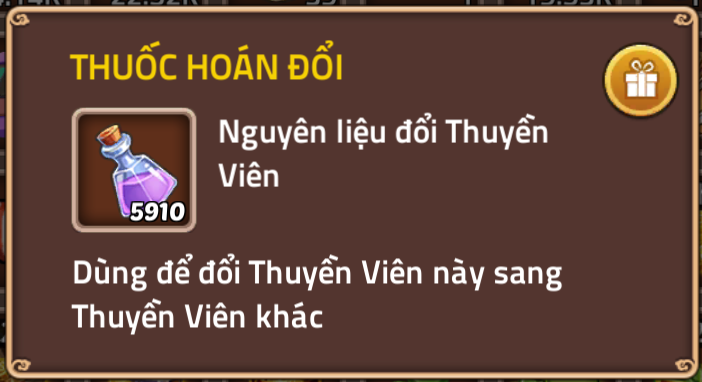 THUỐC HOÁN ĐỔI
Nguyên liệu đổi Thuyền
Viên
5910
Dùng để đổi Thuyền Viên này sang
Thuyền Viên khác